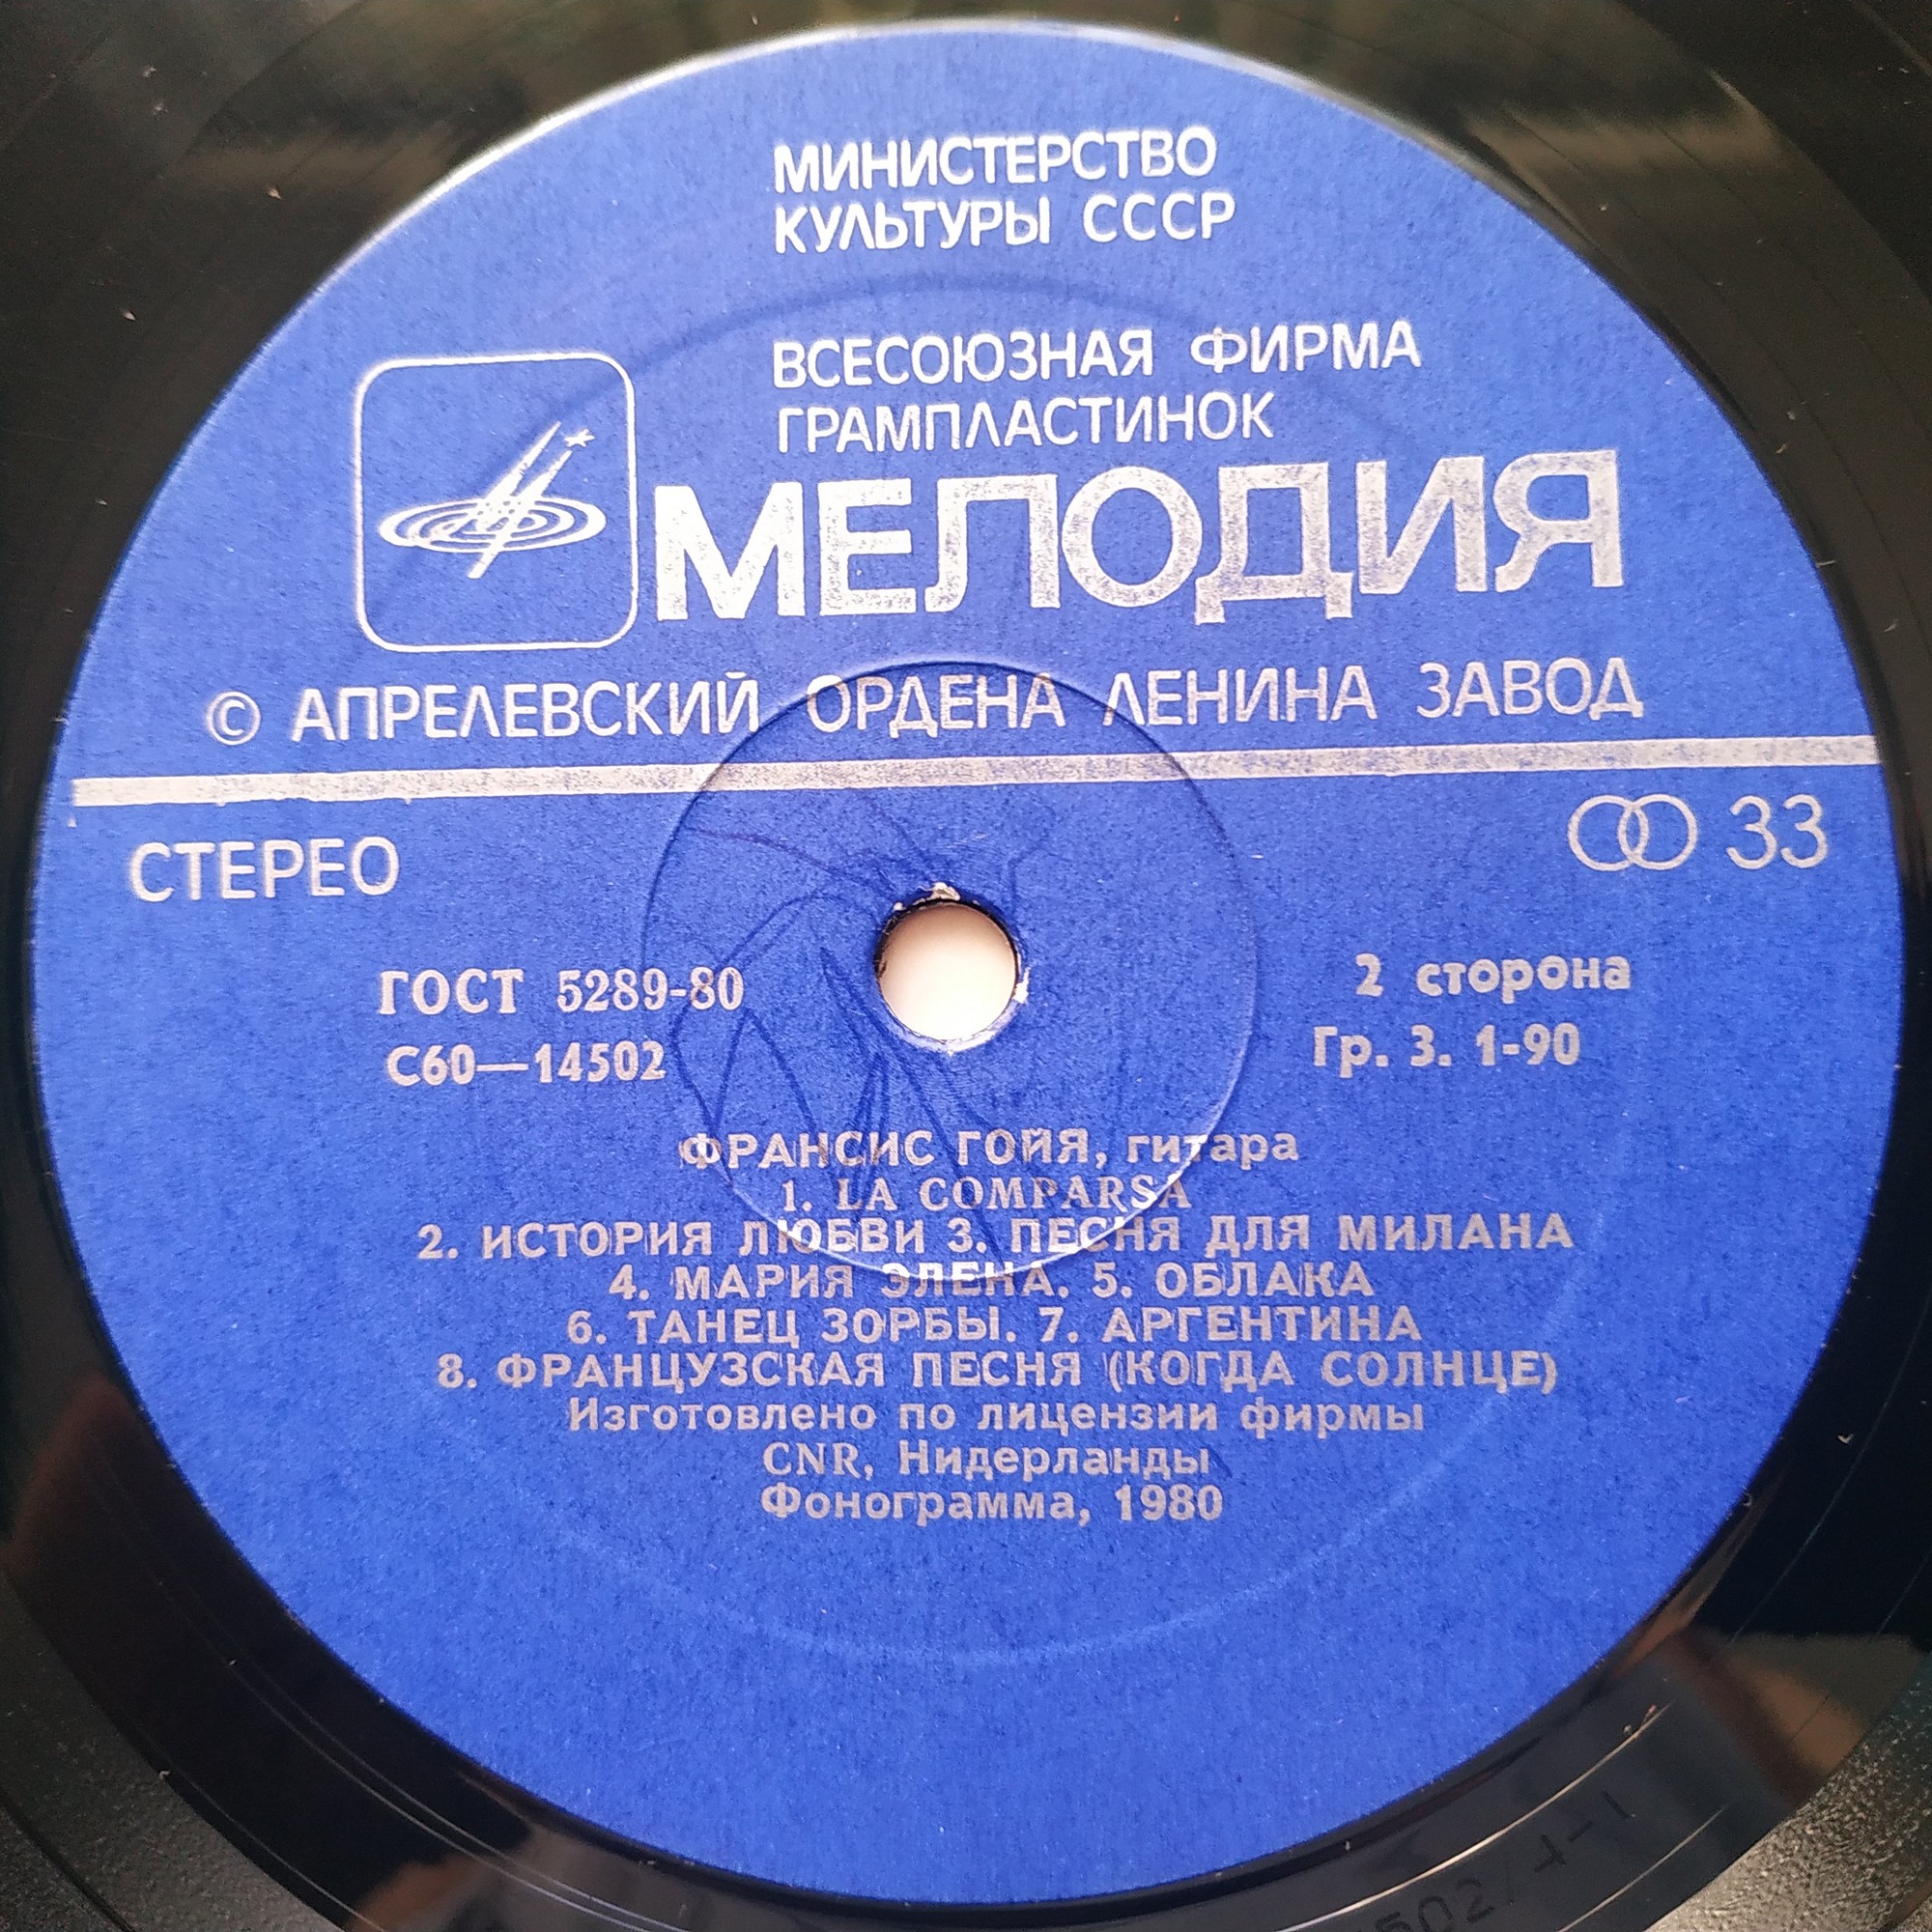 МИНИСТЕРСТВО
КУЛЬТУРЫ СССР
ВСЕСОЮЗНАЯ ФИРМА
ГРАМПЛАСТИНОК
МЕЛОДИЯ
© АПРЕЛЕВСКИЙ ОРДЕНА ЛЕНИНА ЗАВОД
СТЕРЕО
33
ГОСТ 5289-80
2 сторона
С60—14502
Гр. 3. 1-90
ФРАНСИС ГОЙЯ, гитара
1. LA COMPARSA
2. ИСТОРИЯ ЛЮБВИ 3. ПЕСНЯ ДЛЯ МИЛАНА
4. МАРИЯ ЭЛЕНА. 5. ОБЛАКА
6. ТАНЕЦ ЗОРБЫ. 7. АРГЕНТИНА
8. ФРАНЦУЗСКАЯ ПЕСНЯ (КОГДА СОЛНЦЕ)
Изготовлено по лицензии фирмы
CNR, Нидерланды
Фонограмма, 1980